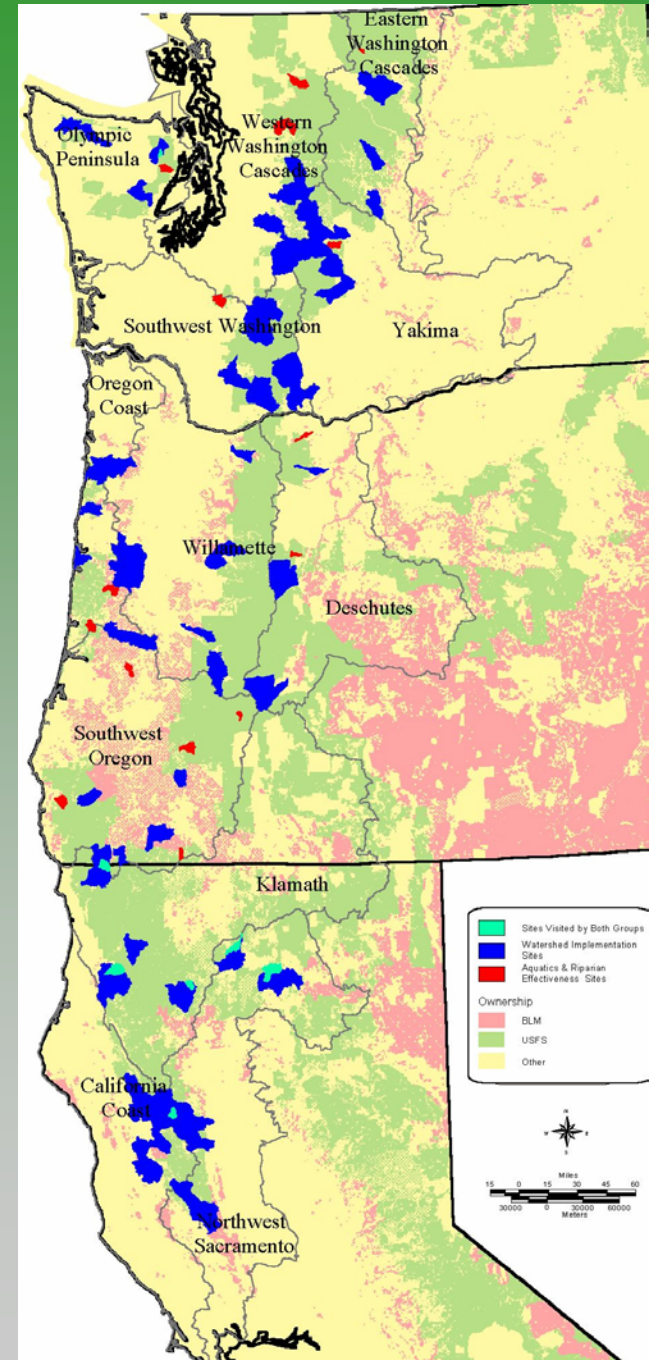 Eastern
Washington
Cascades
Western
Washington
Cascades
Olympic
Peninsula
Southwest Washington
Yakima
Oregon
Coast
Willamette
Deschutes
Southwest
Oregon
Klamath
California
Coast
Northwest
Sacramento
Sites Visited by Both Groups
Watershed Implementation
Sites
Aquatics & Riparian
Effectiveness Sites
Ownership
BLM
USFS
Other
N
W E
S
Miles
15 0 15 30 45 60
30000 0 30000 60000
Meters